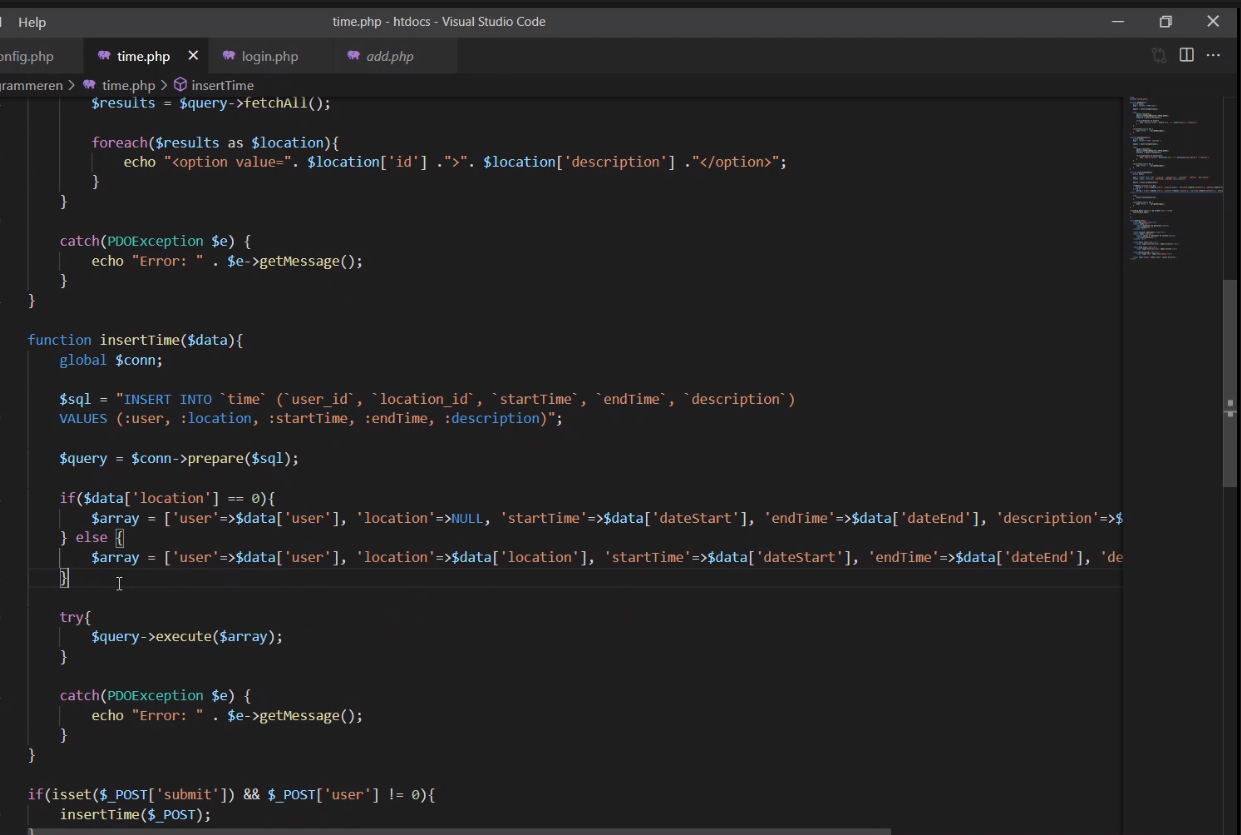 Help
time.php - htdocs - Visual Studio Code
onfig.php
time.php
login.php
add.php
grammeren > time.php > insertTime
$results = $query->fetchAll();
foreach($results as $location){
echo "<option value=". $location['id'] .">". $location['description'] ."</option>";
}
}
catch(PDOException $e) {
echo "Error: " . $e->getMessage();
}
}
function insertTime($data){
global $conn;
$sql = "INSERT INTO `time` (`user_id`, `location_id`, `startTime`, `endTime`, `description`)
VALUES (:user, :location, :startTime, :endTime, :description)";
$query = $conn->prepare($sql);
if($data['location'] == 0){
$array = ['user'=>$data['user'], 'location'=>NULL, 'startTime'=>$data['dateStart'], 'endTime'=>$data['dateEnd'], 'description'=>$
} else {
$array = ['user'=>$data['user'], 'location'=>$data['location'], 'startTime'=>$data['dateStart'], 'endTime'=>$data['dateEnd'], 'de
}
try{
$query->execute($array);
}
catch(PDOException $e) {
echo "Error: " . $e->getMessage();
}
}
if(isset($_POST['submit']) && $_POST['user'] != 0){
insertTime($_POST);
}